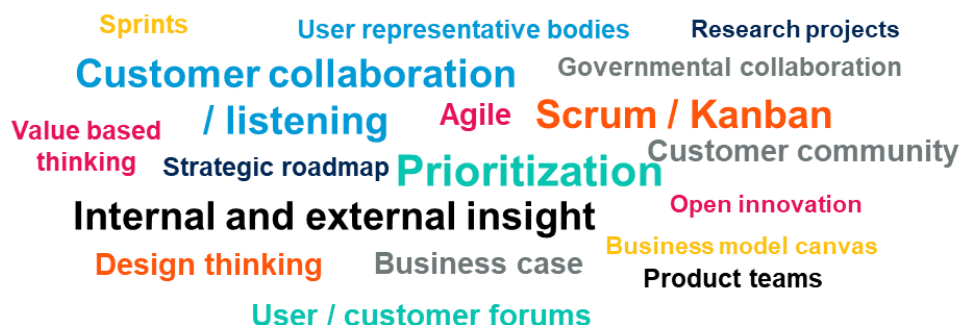 Sprints
User representative bodies
Research projects
Customer collaboration
/ listening
Governmental collaboration
Agile
Scrum / Kanban
Value based
thinking
Strategic roadmap
Prioritization
Customer community
Internal and external insight
Open innovation
Design thinking
Business case
Business model canvas
Product teams
User / customer forums